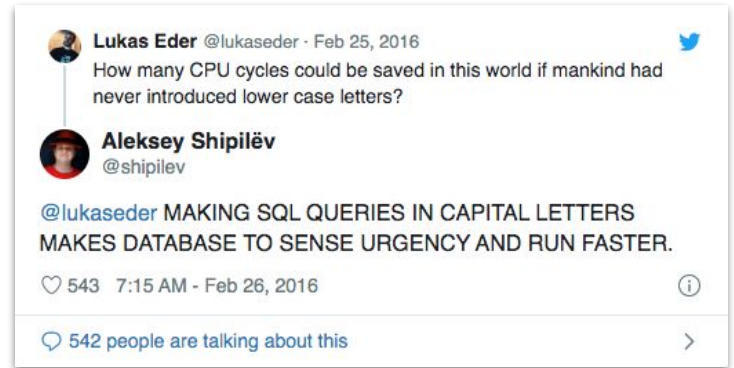 Lukas Eder @lukaseder · Feb 25, 2016
How many CPU cycles could be saved in this world if mankind had
never introduced lower case letters?
Aleksey Shipilëv
@shipilev
@lukaseder MAKING SQL QUERIES IN CAPITAL LETTERS
MAKES DATABASE TO SENSE URGENCY AND RUN FASTER.
543 7:15 AM - Feb 26, 2016
542 people are talking about this